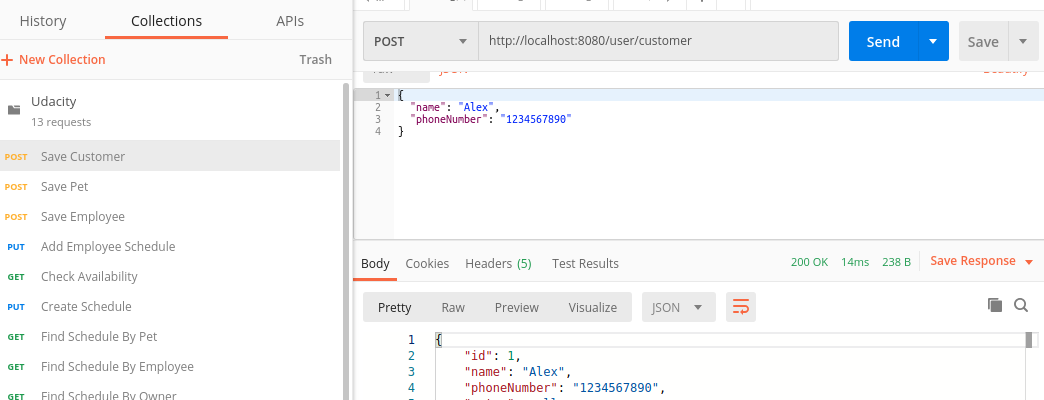 History Collections APIs
New Collection Trash
Udacity
13 requests
POST Save Customer
POST Save Pet
POST Save Employee
PUT Add Employee Schedule
GET Check Availability
PUT Create Schedule
GET Find Schedule By Pet
GET Find Schedule By Employee
GET Find Schedule By Owner
POST http://localhost:8080/user/customer Send Save
1 {
2 "name": "Alex",
3 "phoneNumber": "1234567890"
4 }
Body Cookies Headers (5) Test Results 200 OK 14ms 238 B Save Response
Pretty Raw Preview Visualize JSON
1 {
2 "id": 1,
3 "name": "Alex",
4 "phoneNumber": "1234567890",